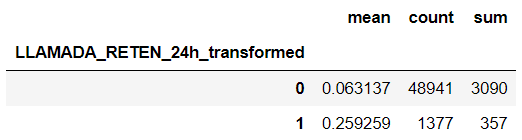 mean count sum
LLAMADA_RETEN_24h_transformed
0 0.063137 48941 3090
1 0.259259 1377 357